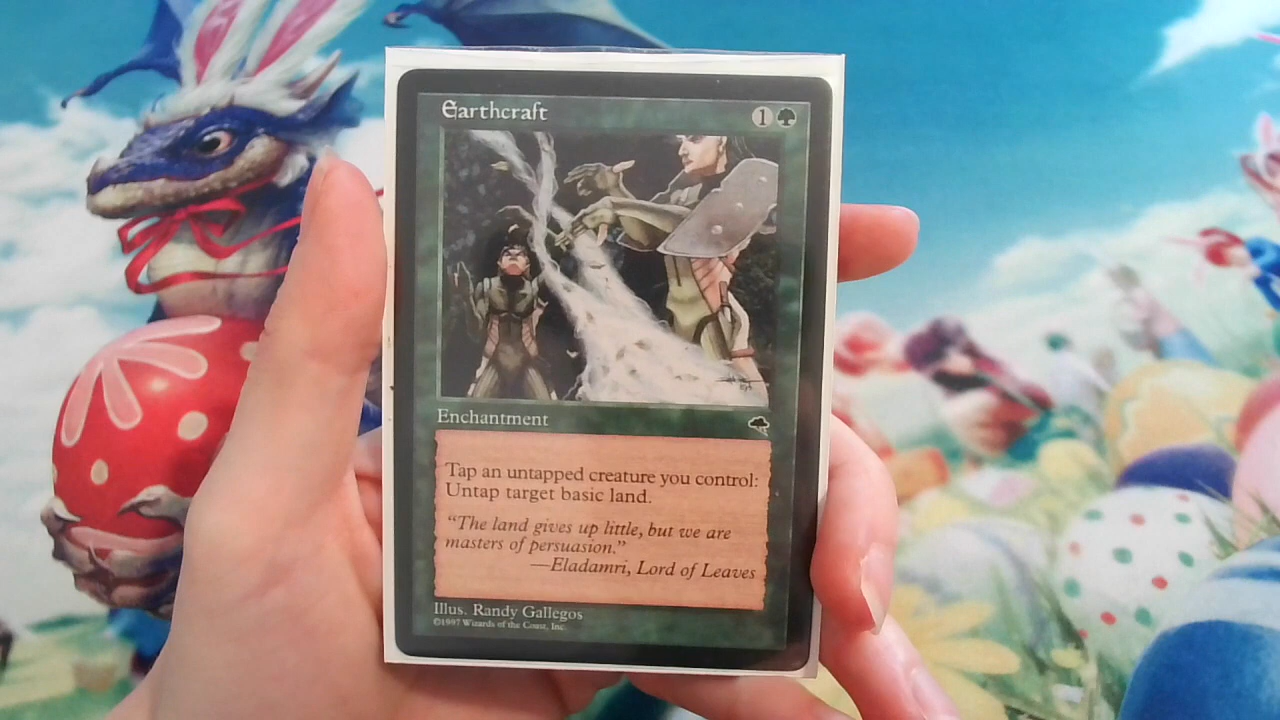 Earthcraft
1
Enchantment
Tap an untapped creature you control:
Untap target basic land.
“The land gives up little, but we are
masters of persuasion.”
—Eladamri, Lord of Leaves
Illus. Randy Gallegos
©1997 Wizards of the Coast, Inc.